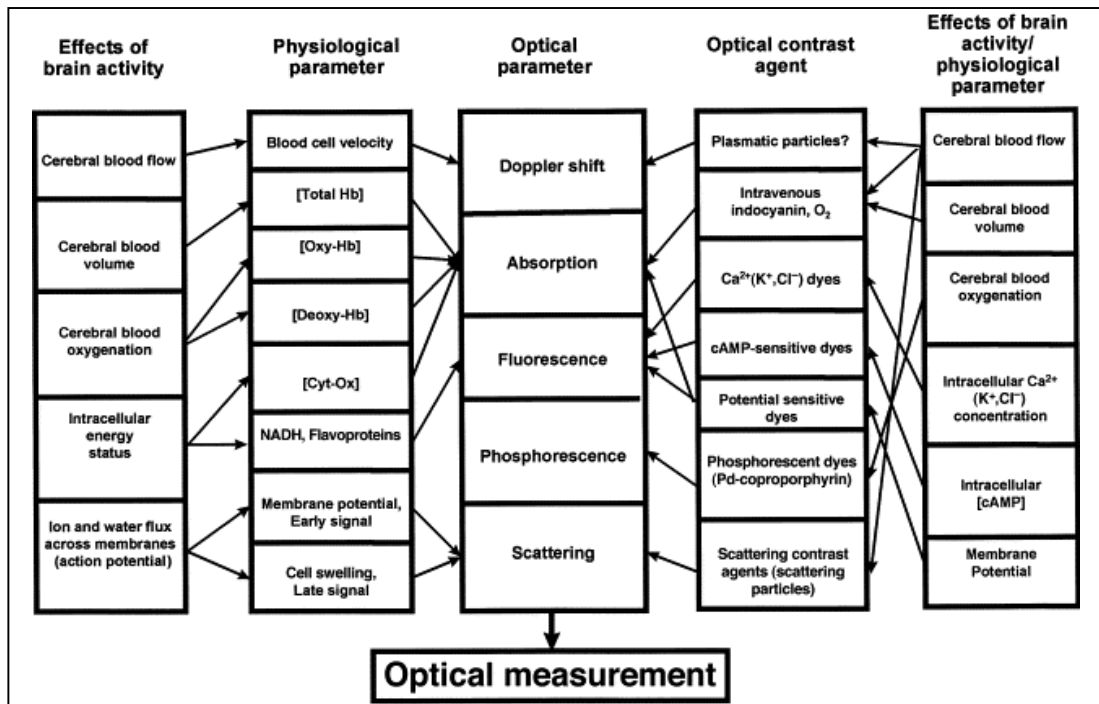 Effects of
brain activity
Physiological
parameter
Optical
parameter
Optical contrast
agent
Effects of brain
activity/
physiological
parameter
Cerebral blood flow
Cerebral blood
volume
Cerebral blood
oxygenation
Intracellular
energy
status
Ion and water flux
across membranes
(action potential)
Blood cell velocity
[Total Hb]
[Oxy-Hb]
[Deoxy-Hb]
[Cyt-Ox]
NADH, Flavoproteins
Membrane potential,
Early signal
Cell swelling,
Late signal
Doppler shift
Absorption
Fluorescence
Phosphorescence
Scattering
Plasmatic particles?
Intravenous
indocyanin, O₂
Ca²⁺(K⁺,Cl⁻) dyes
cAMP-sensitive dyes
Potential sensitive
dyes
Phosphorescent dyes
(Pd-coproporphyrin)
Scattering contrast
agents (scattering
particles)
Cerebral blood flow
Cerebral blood
volume
Cerebral blood
oxygenation
Intracellular Ca²⁺
(K⁺,Cl⁻)
concentration
Intracellular
[cAMP]
Membrane
Potential
Optical measurement